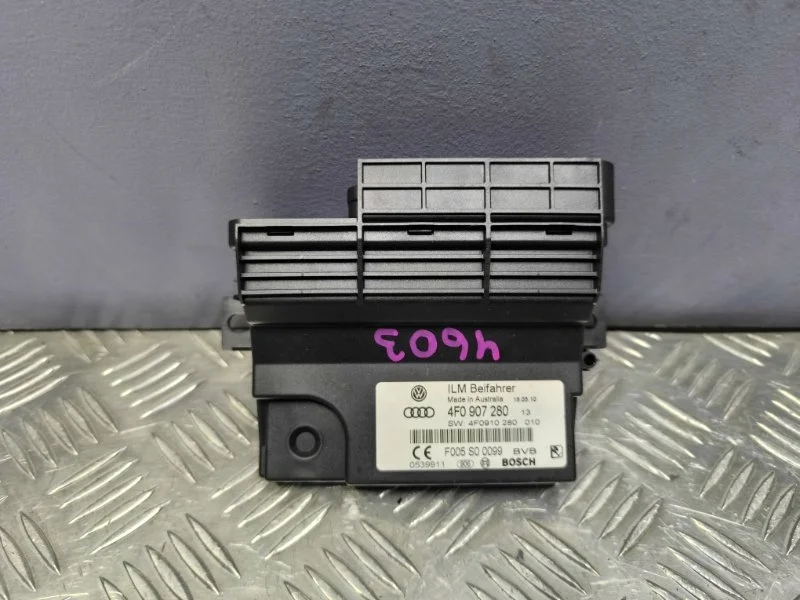 4603
ILM Beifahrer
Made in Australia 18.03.10
4F0 907 280 13
SW: 4F0910 280 010
F005 S0 0099 BVB
0539911 BOSCH